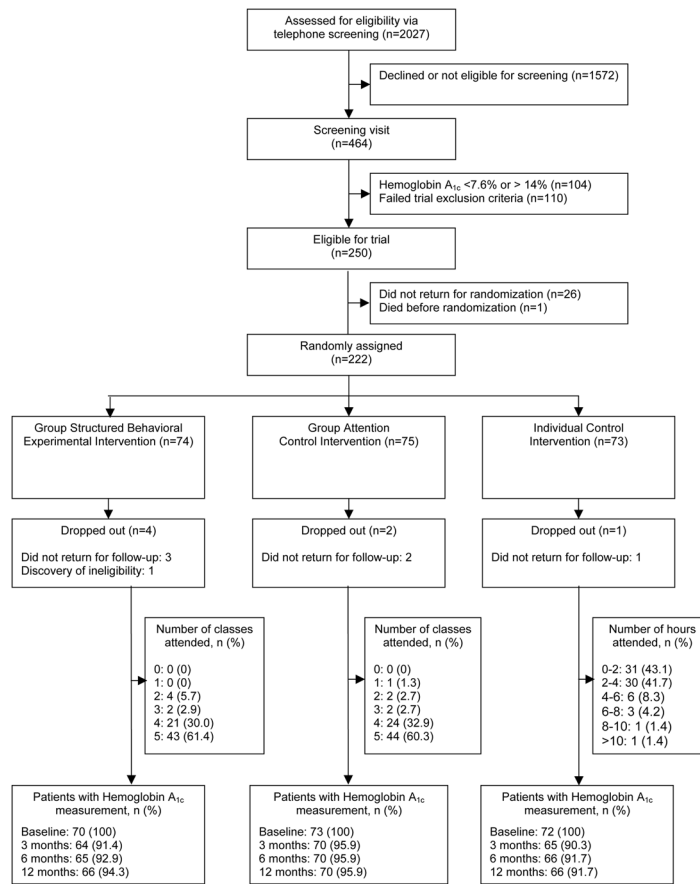 Assessed for eligibility via
telephone screening (n=2027)
Declined or not eligible for screening (n=1572)
Screening visit
(n=464)
Hemoglobin A1c <7.6% or > 14% (n=104)
Failed trial exclusion criteria (n=110)
Eligible for trial
(n=250)
Did not return for randomization (n=26)
Died before randomization (n=1)
Randomly assigned
(n=222)
Group Structured Behavioral
Experimental Intervention (n=74)
Group Attention
Control Intervention (n=75)
Individual Control
Intervention (n=73)
Dropped out (n=4)
Did not return for follow-up: 3
Discovery of ineligibility: 1
Dropped out (n=2)
Did not return for follow-up: 2
Dropped out (n=1)
Did not return for follow-up: 1
Number of classes
attended, n (%)
0: 0 (0)
1: 0 (0)
2: 4 (5.7)
3: 2 (2.9)
4: 21 (30.0)
5: 43 (61.4)
Number of classes
attended, n (%)
0: 0 (0)
1: 1 (1.3)
2: 2 (2.7)
3: 2 (2.7)
4: 24 (32.9)
5: 44 (60.3)
Number of hours
attended, n (%)
0-2: 31 (43.1)
2-4: 30 (41.7)
4-6: 6 (8.3)
6-8: 3 (4.2)
8-10: 1 (1.4)
>10: 1 (1.4)
Patients with Hemoglobin A1c
measurement, n (%)
Baseline: 70 (100)
3 months: 64 (91.4)
6 months: 65 (92.9)
12 months: 66 (94.3)
Patients with Hemoglobin A1c
measurement, n (%)
Baseline: 73 (100)
3 months: 70 (95.9)
6 months: 70 (95.9)
12 months: 70 (95.9)
Patients with Hemoglobin A1c
measurement, n (%)
Baseline: 72 (100)
3 months: 65 (90.3)
6 months: 66 (91.7)
12 months: 66 (91.7)